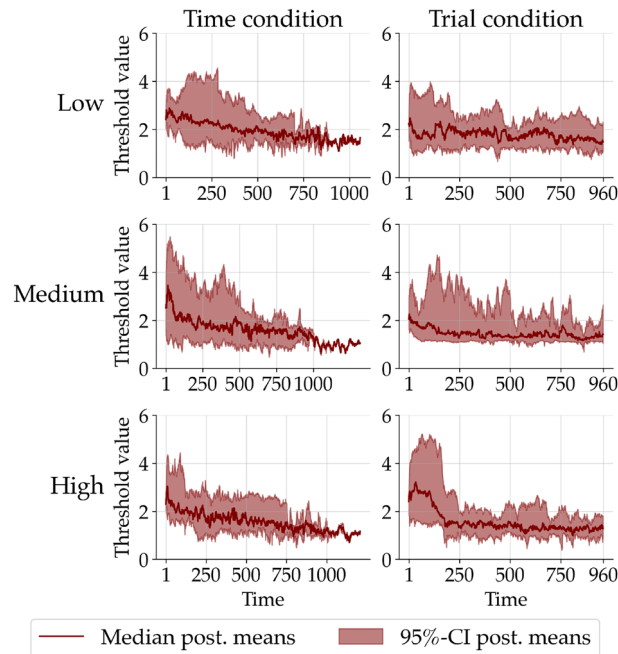 Time condition
Trial condition
Low
Threshold value
6
4
2
0
1 250 500 750 1000
6
4
2
0
1 250 500 750 960
Medium
Threshold value
6
4
2
0
1 250 500 750 1000
6
4
2
0
1 250 500 750 960
High
Threshold value
6
4
2
0
1 250 500 750 1000
Time
6
4
2
0
1 250 500 750 960
Time
Median post. means
95%-CI post. means